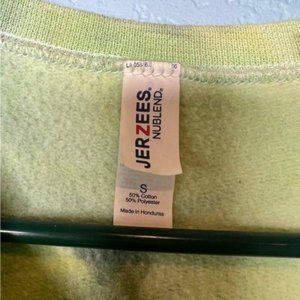 JERZEES®
NUBLEND®
S
50% Cotton
50% Polyester
Made in Honduras